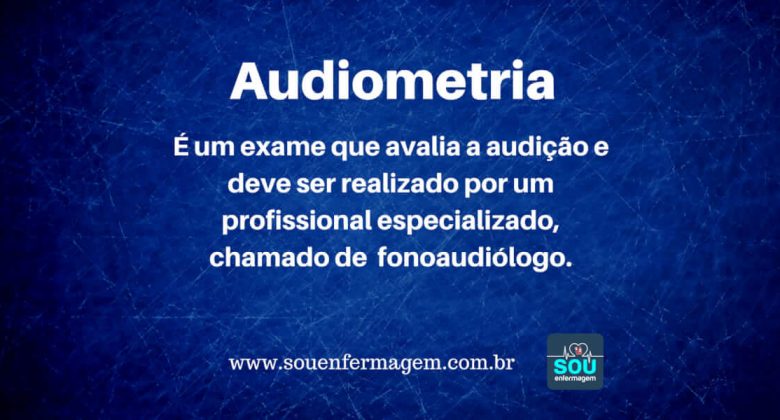 Audiometria
É um exame que avalia a audição e
deve ser realizado por um
profissional especializado,
chamado de fonoaudiólogo.
www.souenfermagem.com.br
SOU
enfermagem